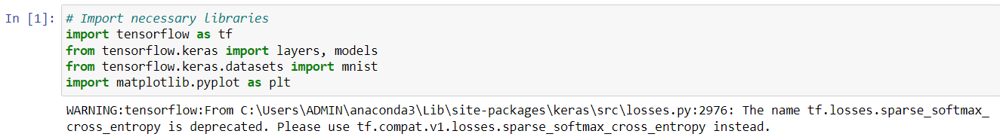 In [1]: # Import necessary libraries
import tensorflow as tf
from tensorflow.keras import layers, models
from tensorflow.keras.datasets import mnist
import matplotlib.pyplot as plt
WARNING:tensorflow:From C:\Users\ADMIN\anaconda3\Lib\site-packages\keras\src\losses.py:2976: The name tf.losses.sparse_softmax_
cross_entropy is deprecated. Please use tf.compat.v1.losses.sparse_softmax_cross_entropy instead.